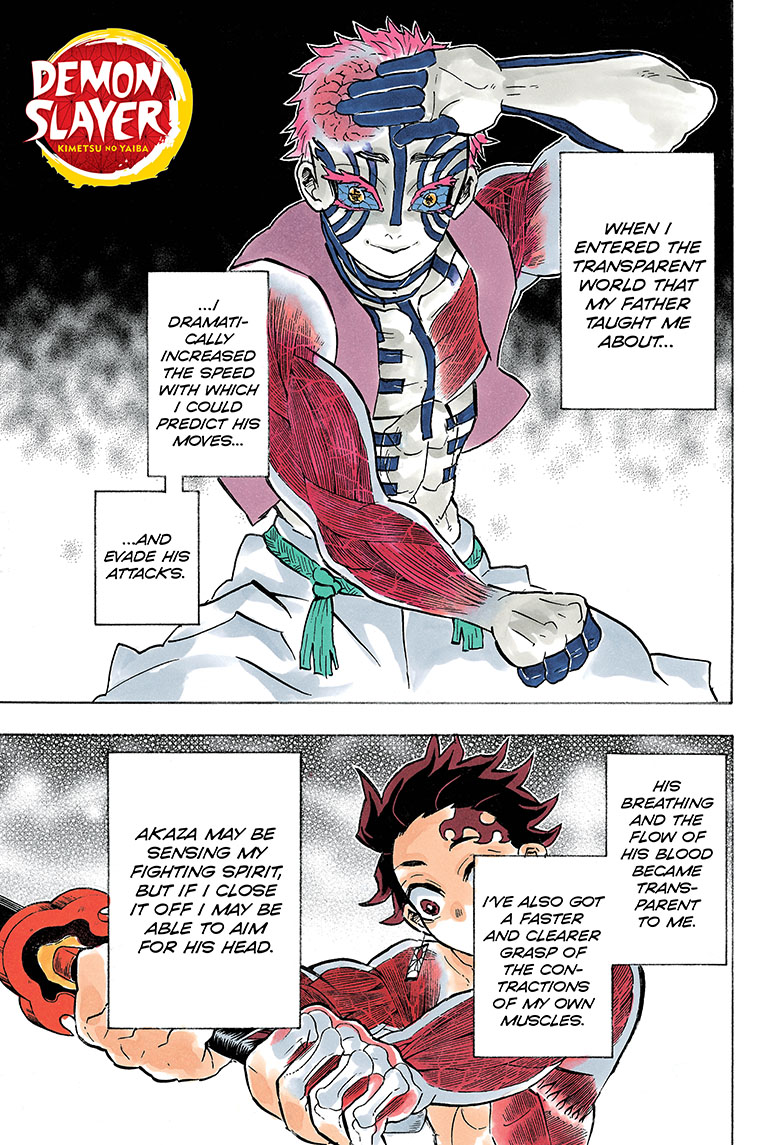 DEMON
SLAYER
KIMETSU NO YAIBA
WHEN I
ENTERED THE
TRANSPARENT
WORLD THAT
MY FATHER
TAUGHT ME
ABOUT...
...I
DRAMATI-
CALLY
INCREASED
THE SPEED
WITH WHICH
I COULD
PREDICT HIS
MOVES...
...AND
EVADE HIS
ATTACKS.
HIS
BREATHING
AND THE
FLOW OF
HIS BLOOD
BECAME
TRANS-
PARENT
TO ME.
I'VE ALSO GOT
A FASTER
AND CLEARER
GRASP OF
THE CON-
TRACTIONS
OF MY OWN
MUSCLES.
AKAZA MAY BE
SENSING MY
FIGHTING SPIRIT,
BUT IF I CLOSE
IT OFF I MAY BE
ABLE TO AIM
FOR HIS HEAD.